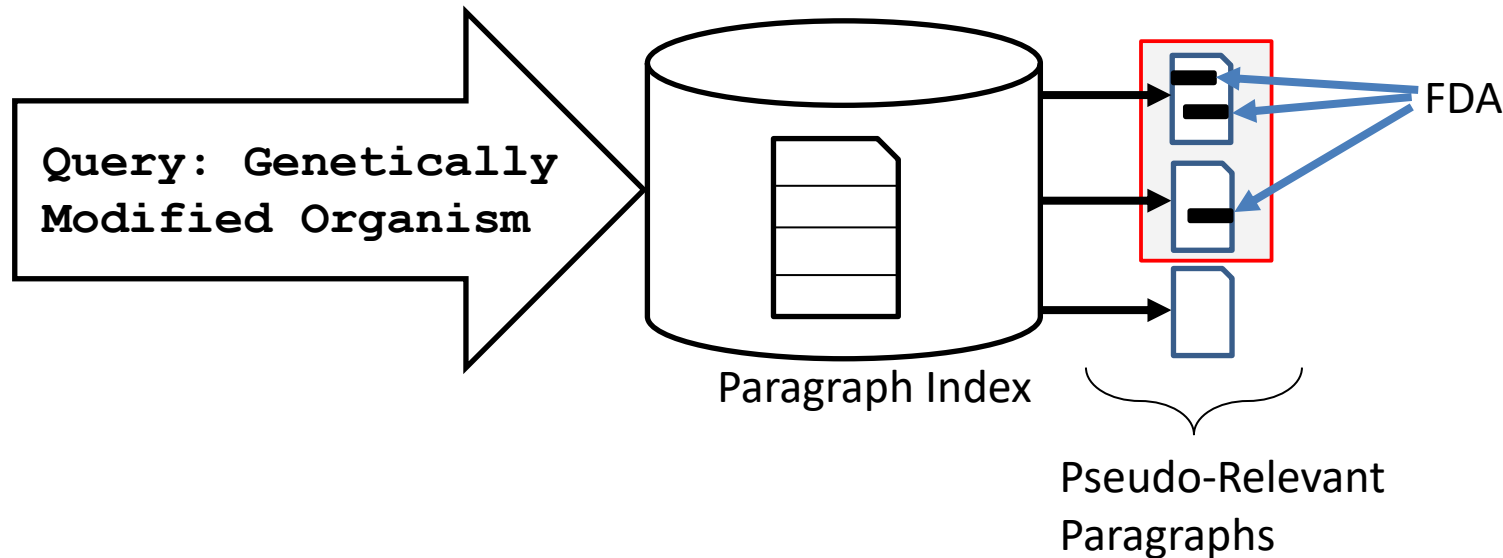 Query: Genetically
Modified Organism
FDA
Paragraph Index
Pseudo-Relevant
Paragraphs